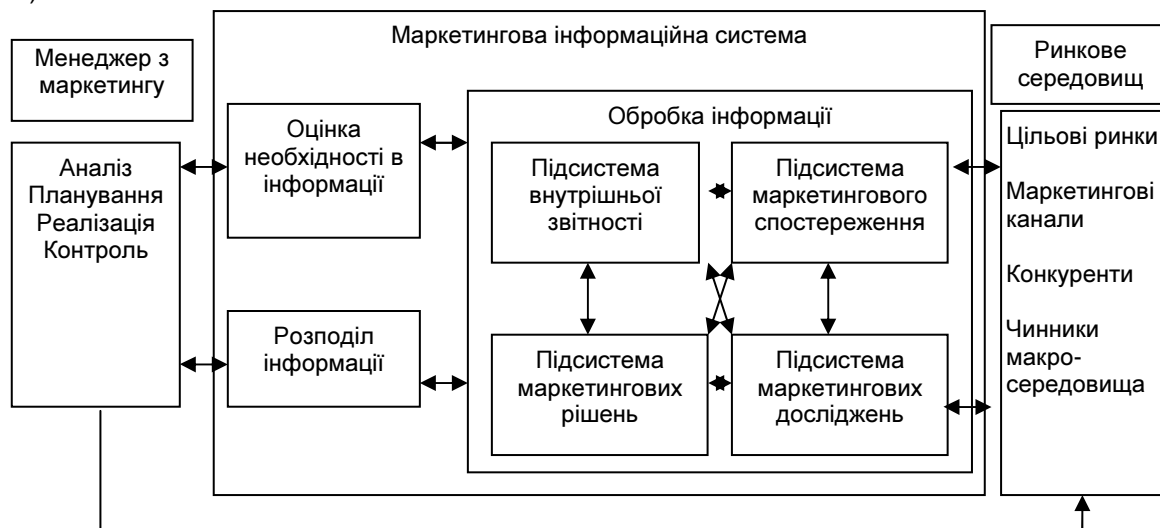 )
Маркетингова інформаційна система
Менеджер з
маркетингу
Ринкове
середовищ
Аналіз
Планування
Реалізація
Контроль
Оцінка
необхідності в
інформації
Розподіл
інформації
Обробка інформації
Підсистема
внутрішньої
звітності
Підсистема
маркетингового
спостереження
Підсистема
маркетингових
рішень
Підсистема
маркетингових
досліджень
Цільові ринки
Маркетингові
канали
Конкуренти
Чинники
макро-
середовища